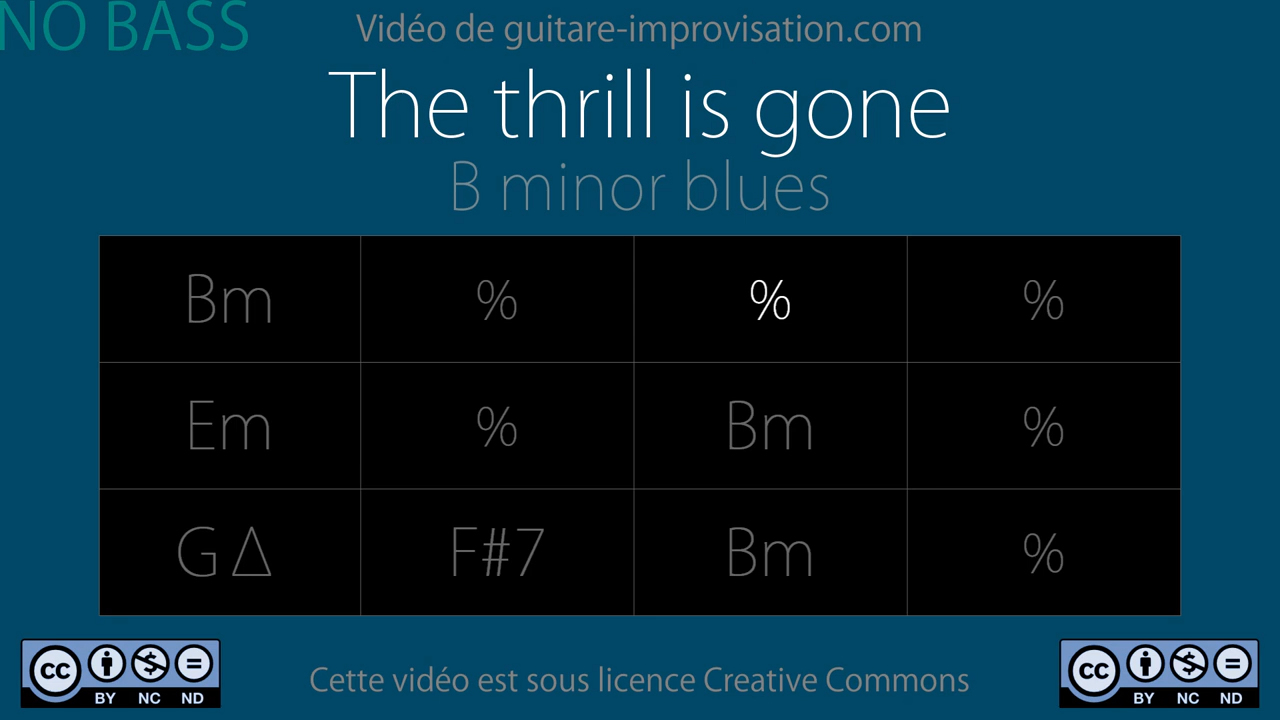 NO BASS
Vidéo de guitare-improvisation.com
The thrill is gone
B minor blues
Bm % % %
Em % Bm %
G Δ F#7 Bm %
cc BY NC ND
Cette vidéo est sous licence Creative Commons
cc BY NC ND